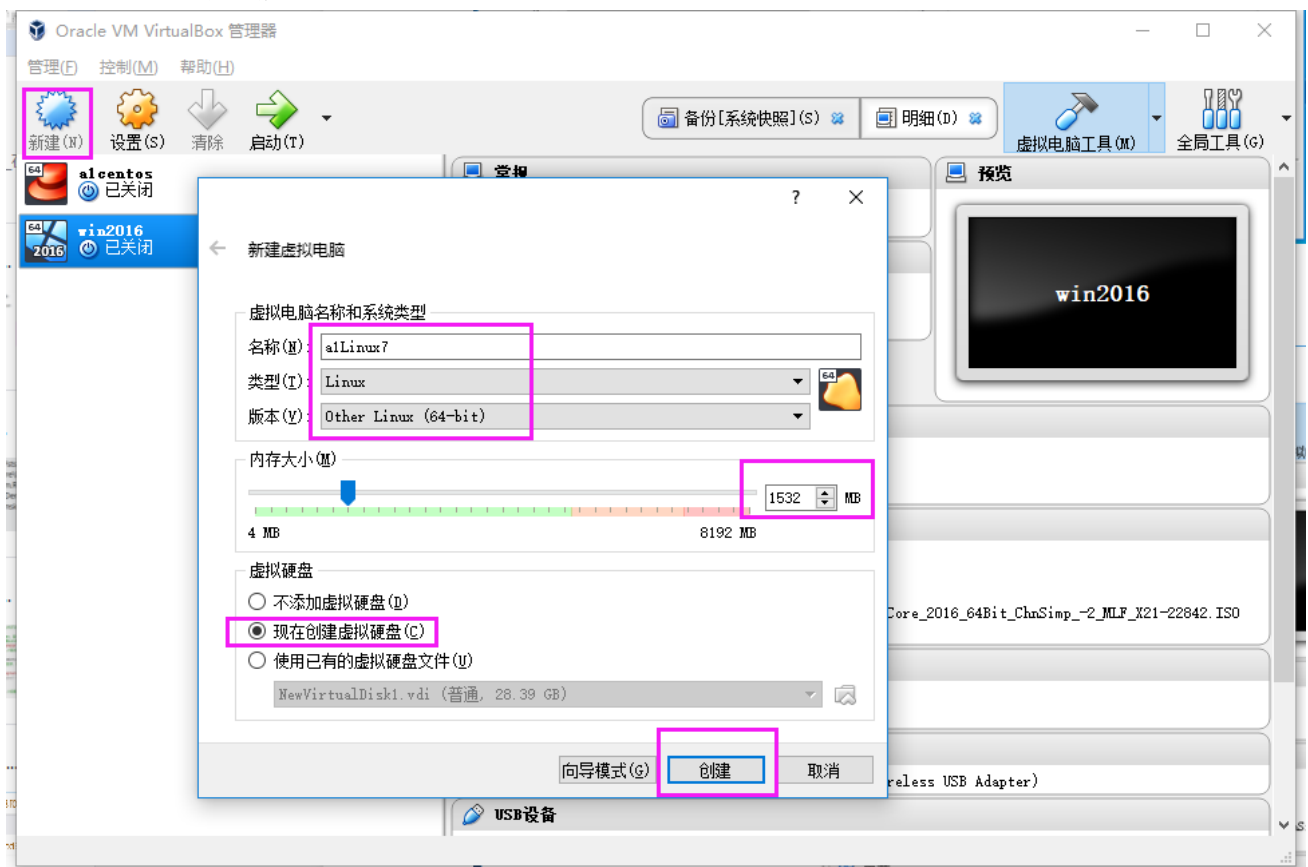 Oracle VM VirtualBox 管理器
管理(F) 控制(M) 帮助(H)
新建(N) 设置(S) 清除 启动(T) 备份[系统快照](S) 明细(D) 虚拟电脑工具(M) 全局工具(G)
64 alcentos
已关闭
64 2016 win2016
已关闭
常规
预览
win2016
?
新建虚拟电脑
虚拟电脑名称和系统类型
名称(N): alLinux7
类型(T): Linux
64
版本(V): Other Linux (64-bit)
内存大小(M)
1532 MB
4 MB 8192 MB
虚拟硬盘
不添加虚拟硬盘(D)
现在创建虚拟硬盘(C)
使用已有的虚拟硬盘文件(U)
NewVirtualDisk1.vdi (普通, 28.39 GB)
向导模式(G) 创建 取消
Core_2016_64Bit_ChnSimp_-2_MLF_X21-22842.ISO
reless USB Adapter)
USB设备